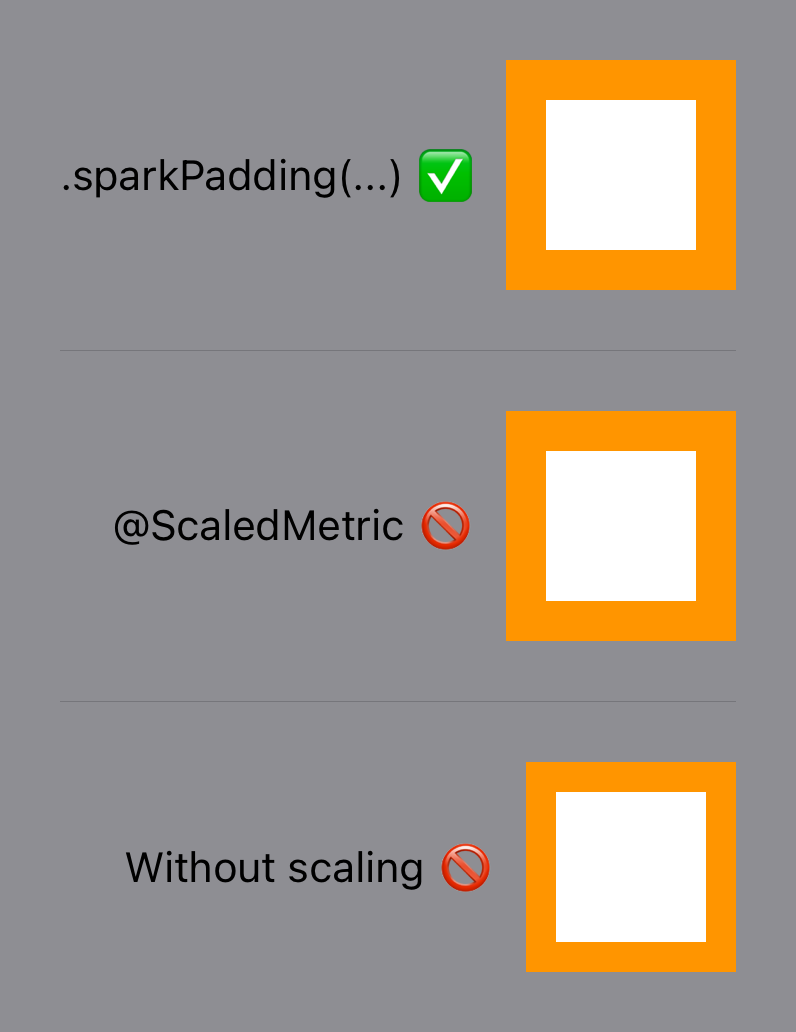 .sparkPadding(...) ✅
@ScaledMetric 🚫
Without scaling 🚫